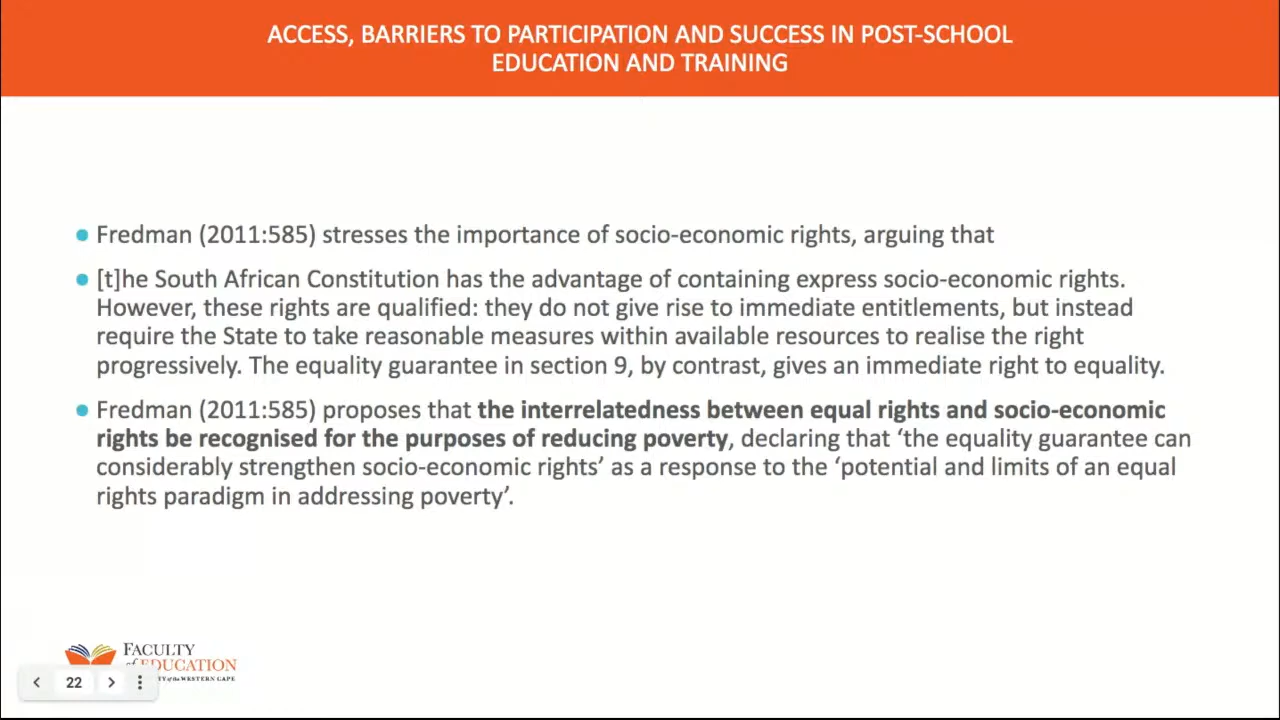 ACCESS, BARRIERS TO PARTICIPATION AND SUCCESS IN POST-SCHOOL
EDUCATION AND TRAINING
• Fredman (2011:585) stresses the importance of socio-economic rights, arguing that
• [t]he South African Constitution has the advantage of containing express socio-economic rights.
However, these rights are qualified: they do not give rise to immediate entitlements, but instead
require the State to take reasonable measures within available resources to realise the right
progressively. The equality guarantee in section 9, by contrast, gives an immediate right to equality.
• Fredman (2011:585) proposes that the interrelatedness between equal rights and socio-economic
rights be recognised for the purposes of reducing poverty, declaring that ‘the equality guarantee can
considerably strengthen socio-economic rights’ as a response to the ‘potential and limits of an equal
rights paradigm in addressing poverty’.
FACULTY
of EDUCATION
of the WESTERN CAPE
22